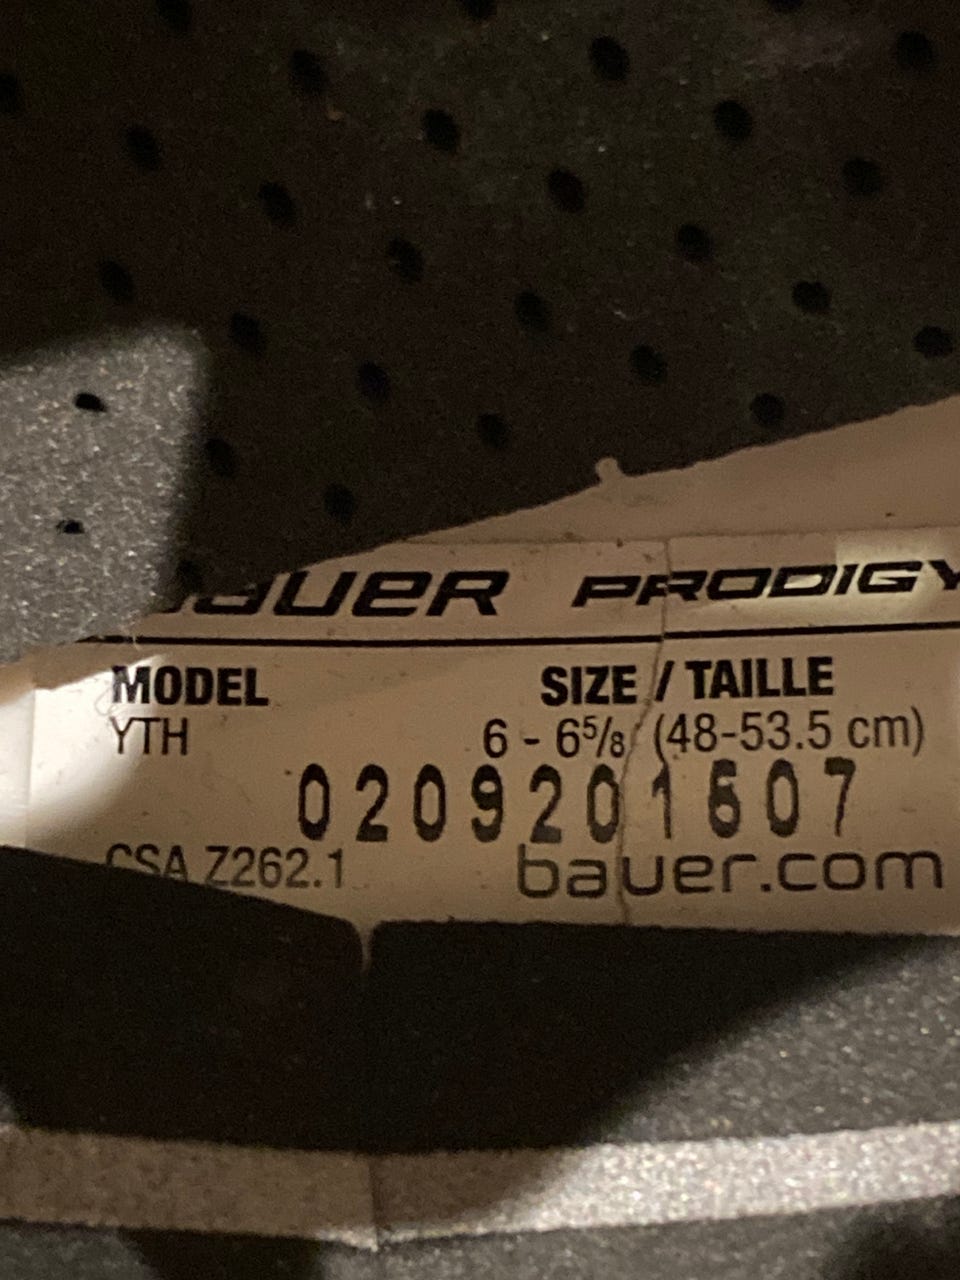 BAUER PRODIGY
MODEL SIZE / TAILLE
YTH 6 - 6⅝ (48-53.5 cm)
0209201607
CSA Z262.1 bauer.com